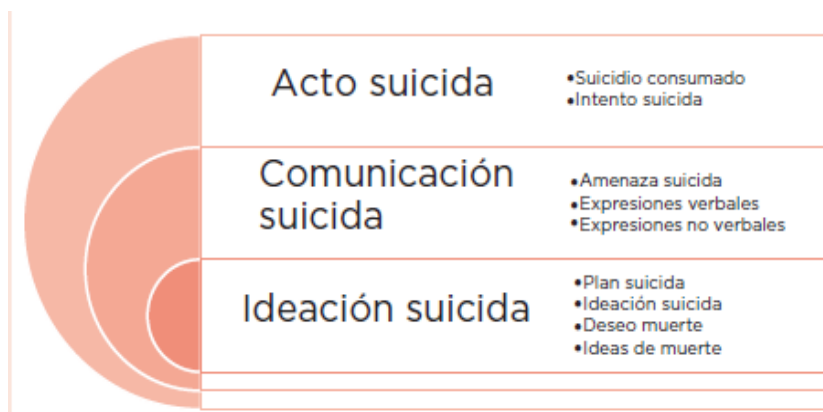 Acto suicida
•Suicidio consumado
•Intento suicida
Comunicación
suicida
•Amenaza suicida
•Expresiones verbales
•Expresiones no verbales
Ideación suicida
•Plan suicida
•Ideación suicida
•Deseo muerte
•Ideas de muerte